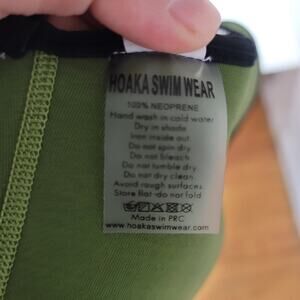 HOAKA SWIM WEAR
100% NEOPRENE
Hand wash in cold water
Dry in shade
Iron inside out
Do not spin dry
Do not bleach
Do not tumble dry
Do not dry clean
Avoid rough surfaces
Store flat do not fold
Made in PRC
www.hoakaswimwear.com